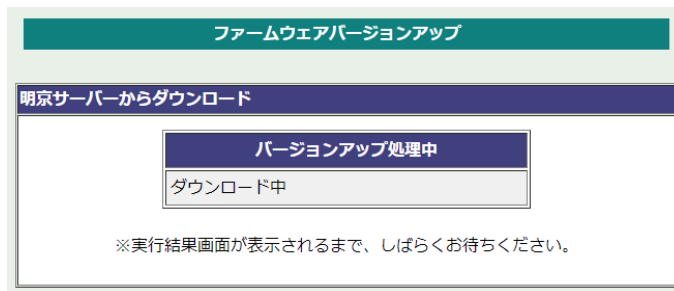 ファームウェアバージョンアップ
明京サーバーからダウンロード
バージョンアップ処理中
ダウンロード中
※実行結果画面が表示されるまで、しばらくお待ちください。